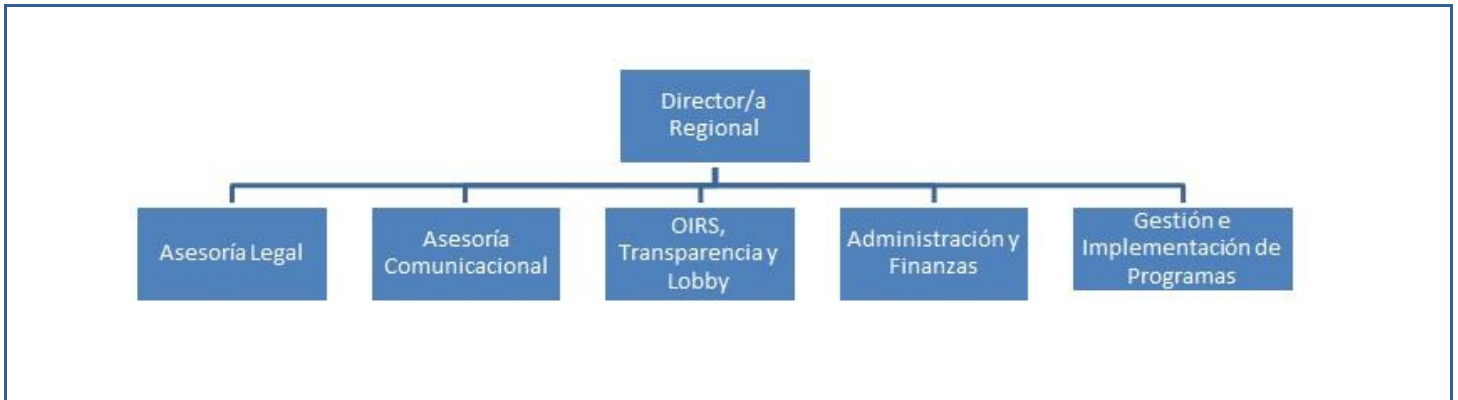 Director/a
Regional
Asesoría Legal
Asesoría
Comunicacional
OIRS,
Transparencia y
Lobby
Administración y
Finanzas
Gestión e
Implementación de
Programas